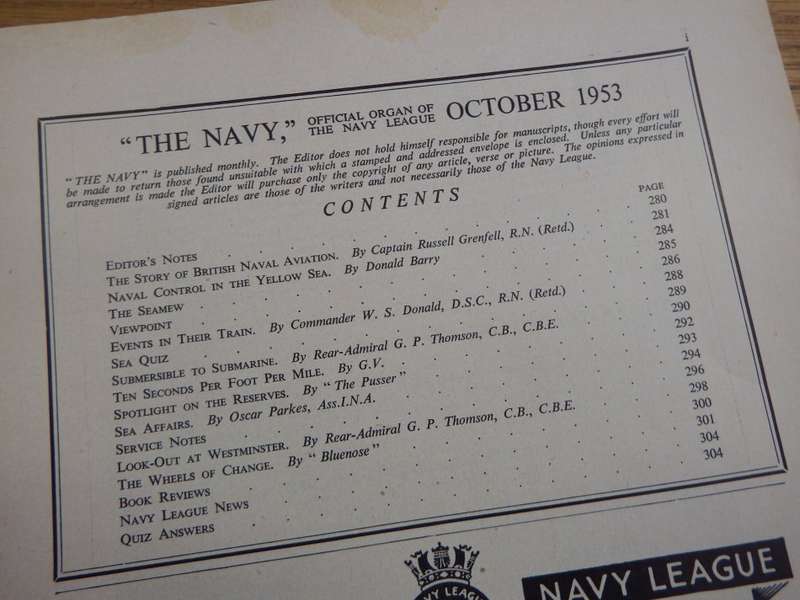 i
"THE NAVY," OFFICIAL ORGAN OF THE NAVY LEAGUE OCTOBER 1953
"THE NAVY" is published monthly. The Editor does not hold himself responsible for manuscripts, though every effort will
be made to return those found unsuitable with which a stamped and addressed envelope is enclosed. Unless any particular
arrangement is made the Editor will purchase only the copyright of any article, verse or picture. The opinions expressed in
signed articles are those of the writers and not necessarily those of the Navy League.
CONTENTS
PAGE
EDITOR'S NOTES . . . 280
THE STORY OF BRITISH NAVAL AVIATION. By Captain Russell Grenfell, R.N. (Retd.) 281
NAVAL CONTROL IN THE YELLOW SEA. By Donald Barry 284
THE SEAMEW . . . 285
VIEWPOINT . . . 286
EVENTS IN THEIR TRAIN. By Commander W. S. Donald, D.S.C., R.N. (Retd.) 288
SEA QUIZ . . . 289
SUBMERSIBLE TO SUBMARINE. By Rear-Admiral G. P. Thomson, C.B., C.B.E. 290
TEN SECONDS PER FOOT PER MILE. By G.V. 292
SPOTLIGHT ON THE RESERVES. By "The Pusser" 293
SEA AFFAIRS. By Oscar Parkes, Ass.I.N.A. 294
SERVICE NOTES . . . 296
LOOK-OUT AT WESTMINSTER. By Rear-Admiral G. P. Thomson, C.B., C.B.E. 298
THE WHEELS OF CHANGE. By "Bluenose" 300
BOOK REVIEWS . . . 301
NAVY LEAGUE NEWS . . . 304
QUIZ ANSWERS . . . 304
NAVY LEAGUE
NAVY LEAGUE